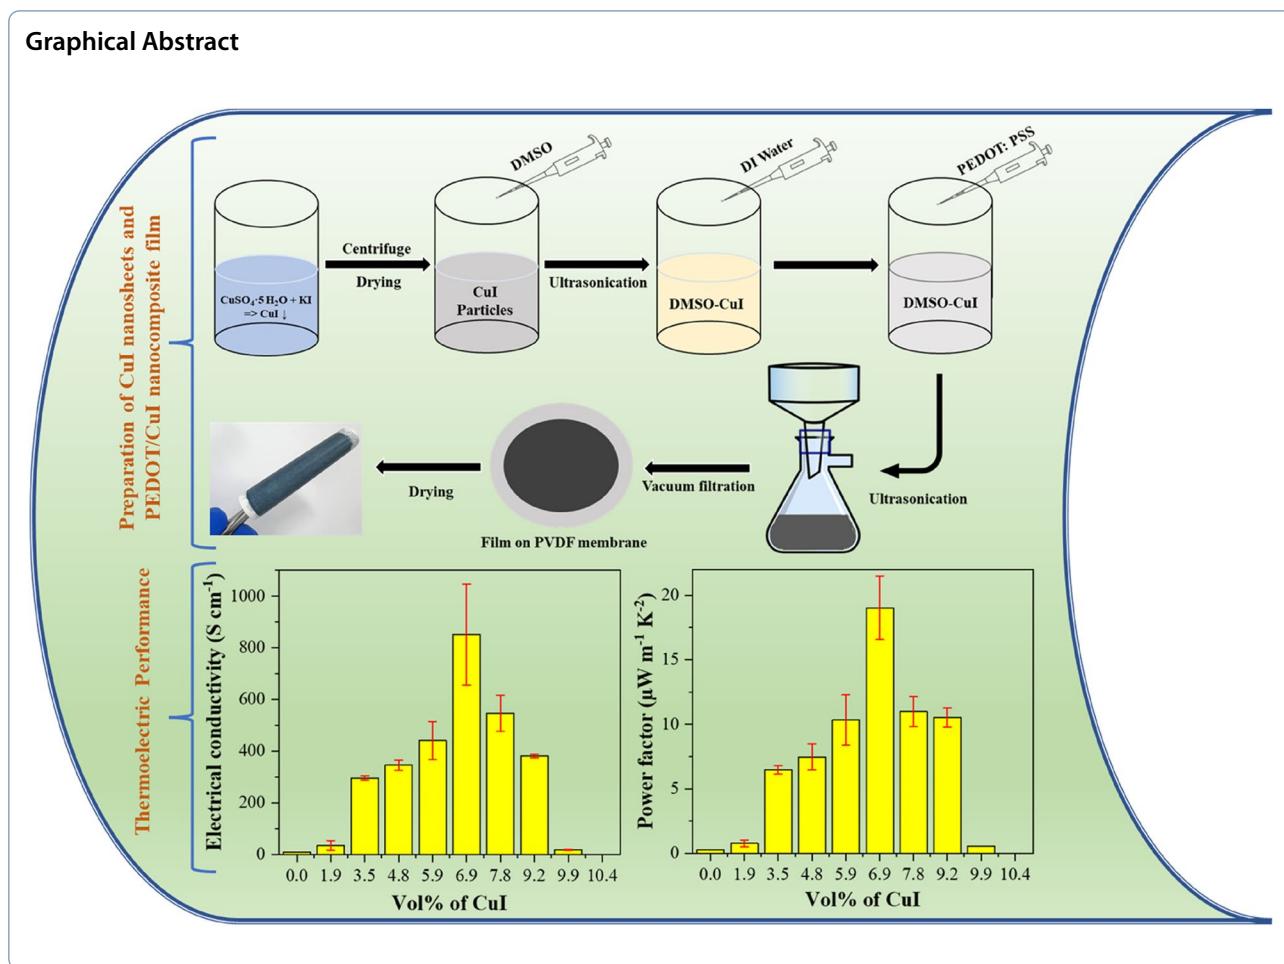 Graphical Abstract
Preparation of CuI nanosheets and
PEDOT/CuI nanocomposite film
DMSO
DI Water
PEDOT: PSS
Centrifuge
Drying
Ultrasonication
CuSO₄·5 H₂O + KI
=> CuI ↓
CuI
Particles
DMSO-CuI
DMSO-CuI
Ultrasonication
Vacuum filtration
Film on PVDF membrane
Drying
Thermoelectric Performance
Electrical conductivity (S cm⁻¹)
1000
800
600
400
200
0
0.0 1.9 3.5 4.8 5.9 6.9 7.8 9.2 9.9 10.4
Vol% of CuI
Power factor (μW m⁻¹ K⁻²)
20
15
10
5
0
0.0 1.9 3.5 4.8 5.9 6.9 7.8 9.2 9.9 10.4
Vol% of CuI